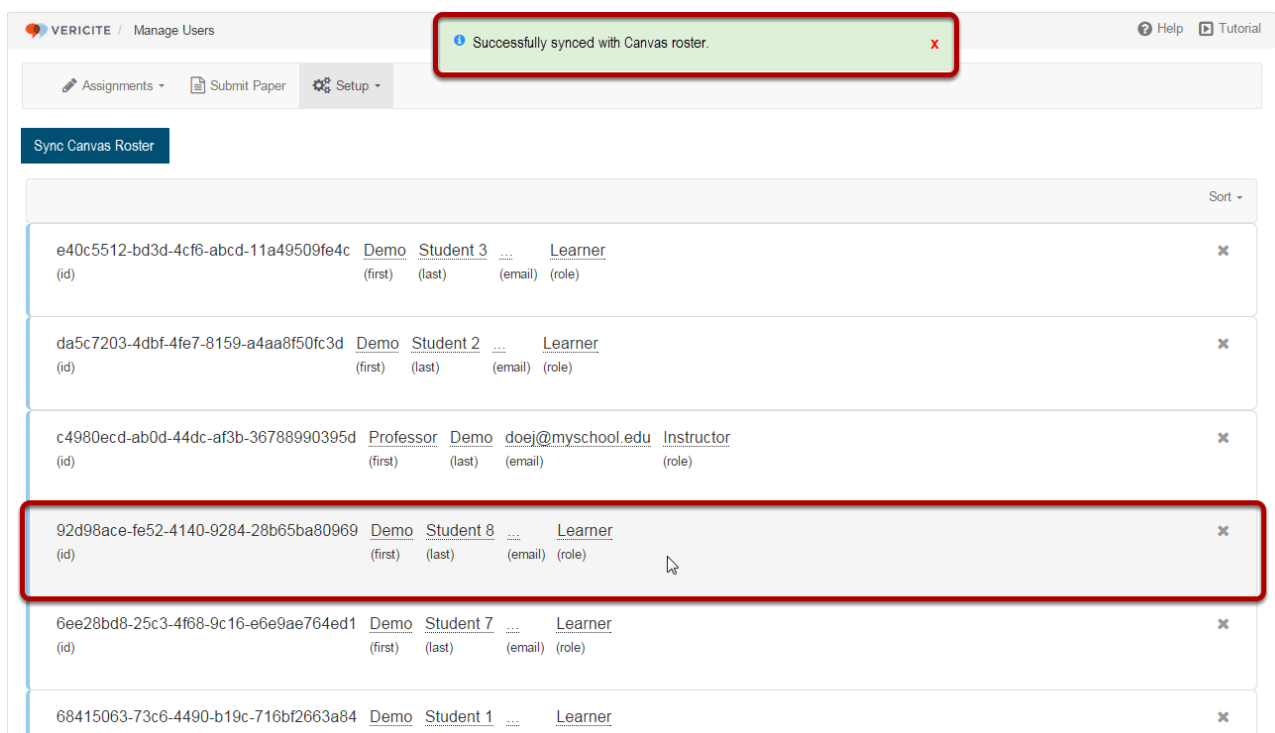 VERICITE / Manage Users
Successfully synced with Canvas roster.
x
Help Tutorial
Assignments Submit Paper Setup
Sync Canvas Roster
Sort
e40c5512-bd3d-4cf6-abcd-11a49509fe4c Demo Student 3 ... Learner
(id) (first) (last) (email) (role)
da5c7203-4dbf-4fe7-8159-a4aa8f50fc3d Demo Student 2 ... Learner
(id) (first) (last) (email) (role)
c4980ecd-ab0d-44dc-af3b-36788990395d Professor Demo doej@myschool.edu Instructor
(id) (first) (last) (email) (role)
92d98ace-fe52-4140-9284-28b65ba80969 Demo Student 8 ... Learner
(id) (first) (last) (email) (role)
6ee28bd8-25c3-4f68-9c16-e6e9ae764ed1 Demo Student 7 ... Learner
(id) (first) (last) (email) (role)
68415063-73c6-4490-b19c-716bf2663a84 Demo Student 1 ... Learner